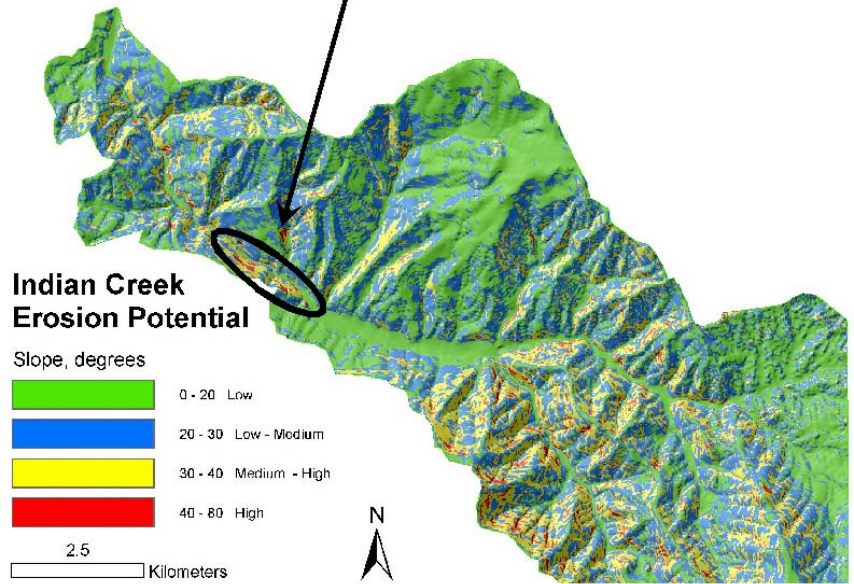 Indian Creek
Erosion Potential
Slope, degrees
0 - 20 Low
20 - 30 Low - Medium
30 - 40 Medium - High
40 - 80 High
2.5
Kilometers
N